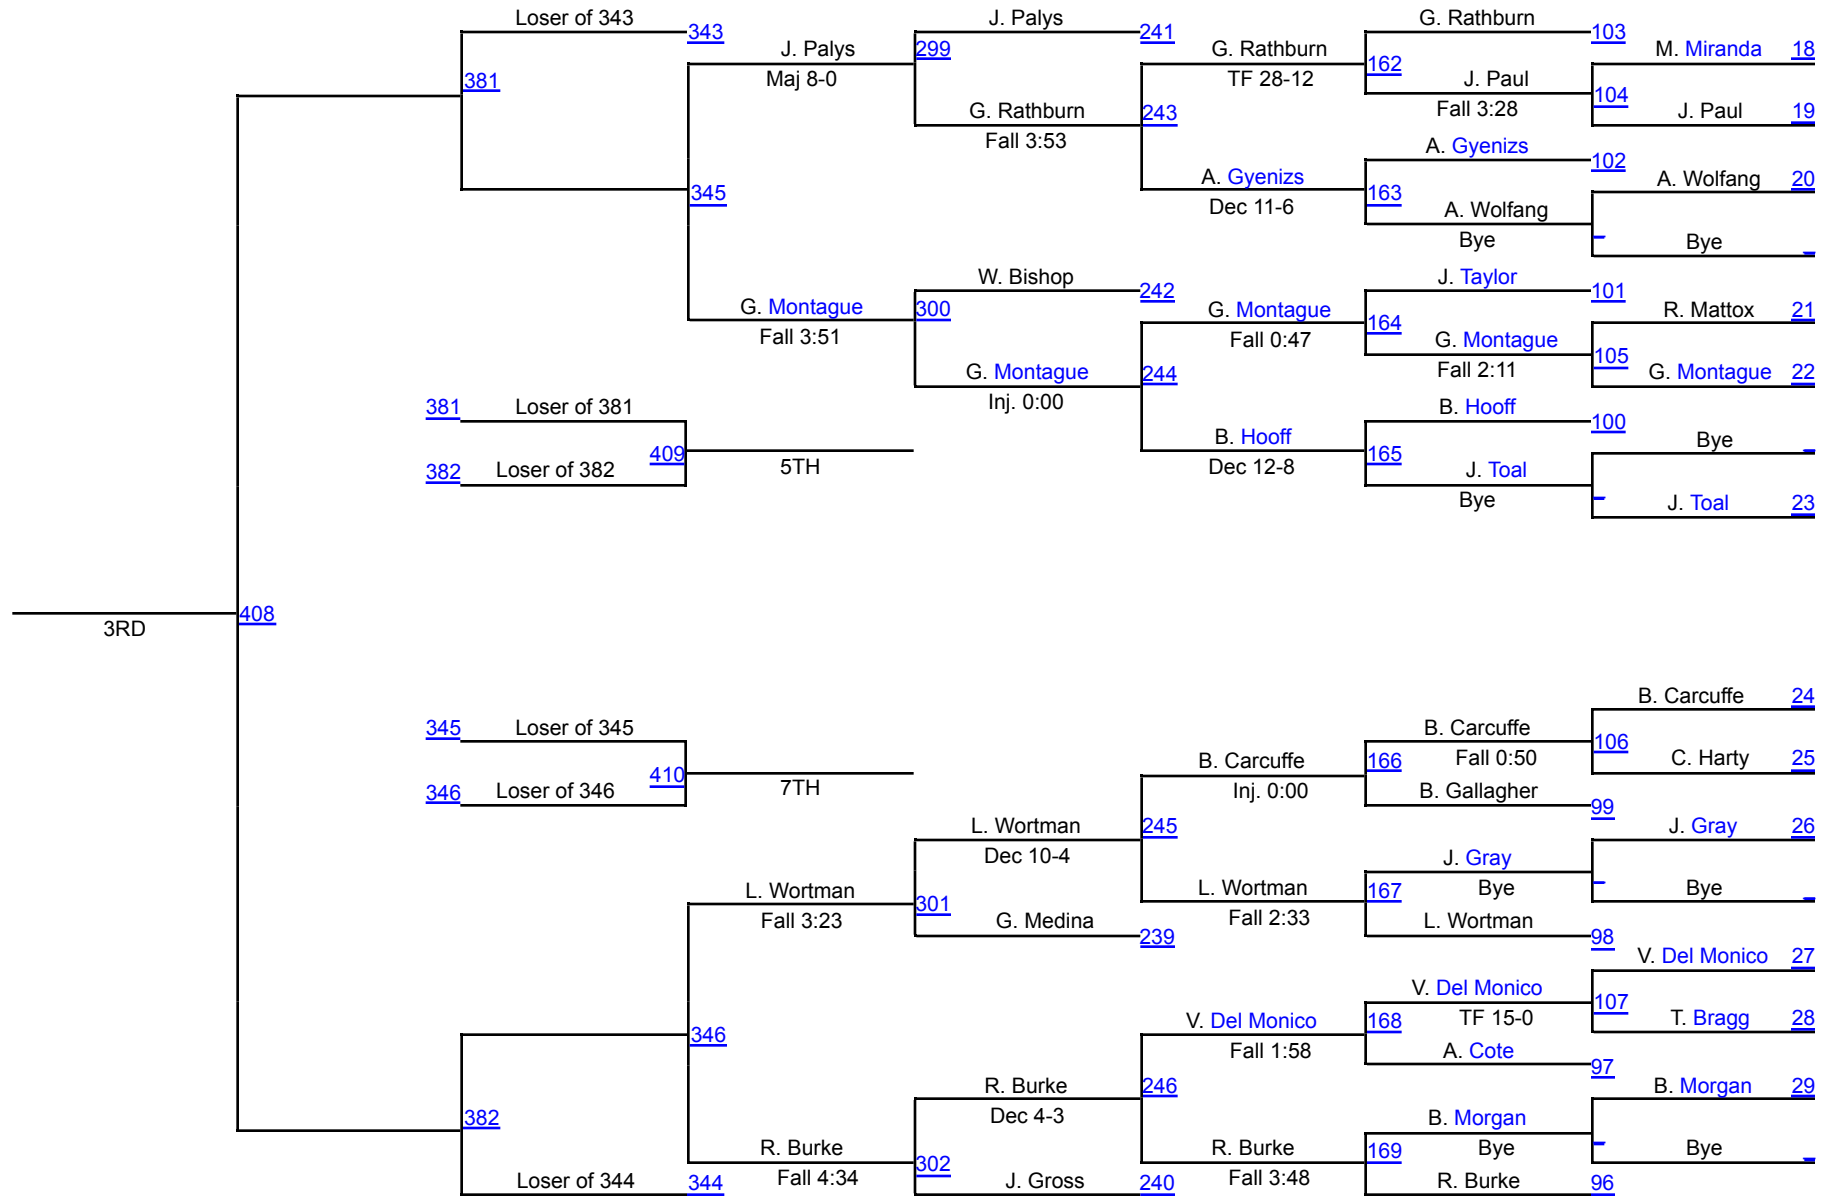 Loser of 343
343
J. Palys
241
G. Rathburn
103
J. Palys
299
G. Rathburn
162
M. Miranda 18
381
Maj 8-0
TF 28-12
J. Paul
104
G. Rathburn
243
Fall 3:28
J. Paul 19
Fall 3:53
A. Gyenizs
102
345
A. Gyenizs
163
A. Wolfang 20
Dec 11-6
A. Wolfang
Bye
Bye
W. Bishop
242
J. Taylor
101
G. Montague
300
G. Montague
164
R. Mattox 21
Fall 3:51
Fall 0:47
G. Montague
105
G. Montague
244
Fall 2:11
G. Montague 22
Inj. 0:00
381 Loser of 381
B. Hooff
100
409
B. Hooff
165
Bye
382 Loser of 382
5TH
Dec 12-8
J. Toal
Bye
J. Toal 23
408
3RD
B. Carcuffe 24
345 Loser of 345
B. Carcuffe
106
410
B. Carcuffe
166
Fall 0:50
C. Harty 25
346 Loser of 346
7TH
Inj. 0:00
B. Gallagher
99
L. Wortman
245
J. Gray 26
Dec 10-4
J. Gray
L. Wortman
301
L. Wortman
167
Bye
Bye
Fall 3:23
G. Medina
239
Fall 2:33
L. Wortman
98
V. Del Monico 27
V. Del Monico
107
346
V. Del Monico
168
TF 15-0
T. Bragg 28
Fall 1:58
A. Cote
97
R. Burke
246
B. Morgan 29
382
Dec 4-3
B. Morgan
R. Burke
302
R. Burke
169
Bye
Bye
Loser of 344
344
Fall 4:34
J. Gross
240
Fall 3:48
R. Burke
96